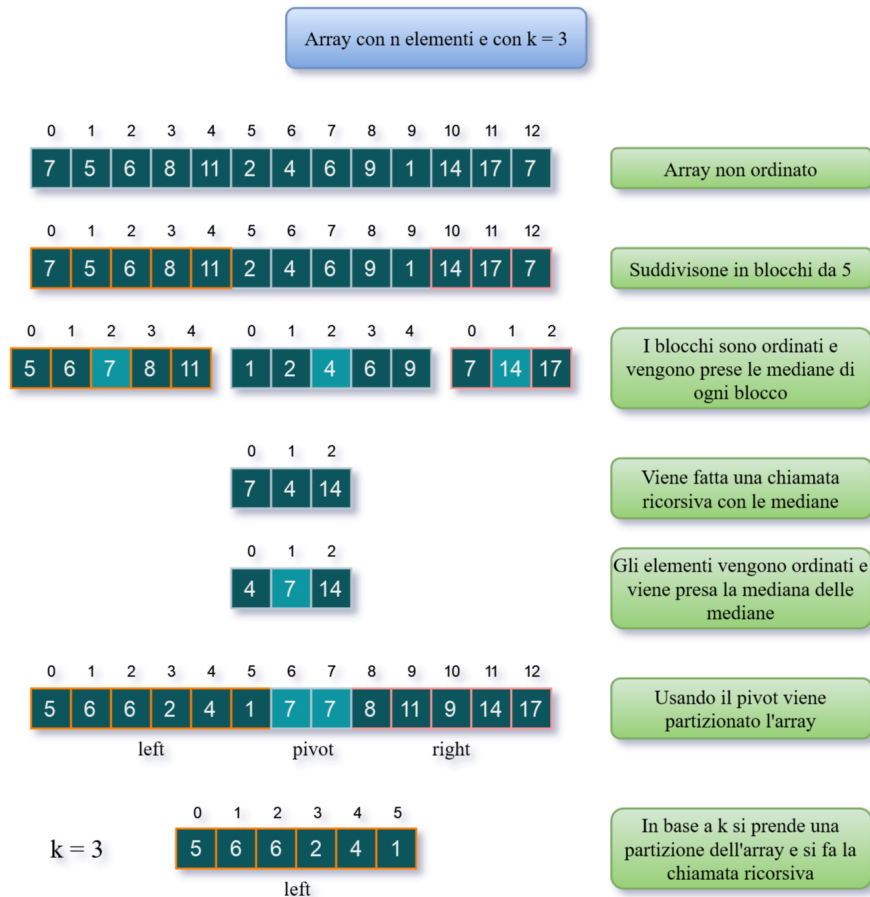 Array con n elementi e con k = 3
0 1 2 3 4 5 6 7 8 9 10 11 12
7 5 6 8 11 2 4 6 9 1 14 17 7
Array non ordinato
0 1 2 3 4 5 6 7 8 9 10 11 12
7 5 6 8 11 2 4 6 9 1 14 17 7
Suddivisone in blocchi da 5
0 1 2 3 4 0 1 2 3 4 0 1 2
5 6 7 8 11 1 2 4 6 9 7 14 17
I blocchi sono ordinati e
vengono prese le mediane di
ogni blocco
0 1 2
7 4 14
Viene fatta una chiamata
ricorsiva con le mediane
0 1 2
4 7 14
Gli elementi vengono ordinati e
viene presa la mediana delle
mediane
0 1 2 3 4 5 6 7 8 9 10 11 12
5 6 6 2 4 1 7 7 8 11 9 14 17
left pivot right
Usando il pivot viene
partizionato l'array
k = 3
0 1 2 3 4 5
5 6 6 2 4 1
left
In base a k si prende una
partizione dell'array e si fa la
chiamata ricorsiva